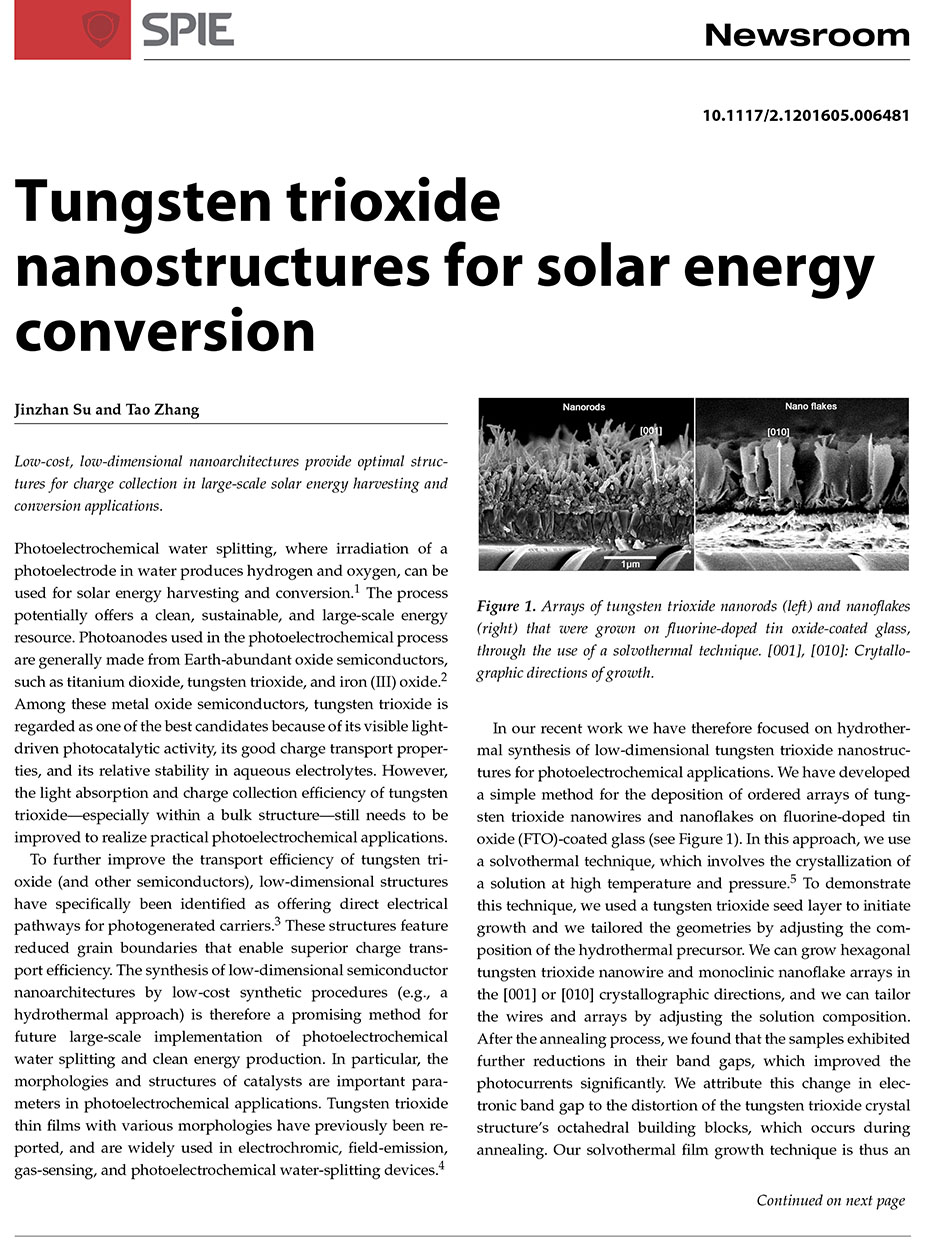 SPIE
Newsroom
10.1117/2.1201605.006481
Tungsten trioxide
nanostructures for solar energy
conversion
Jinzhan Su and Tao Zhang
Low-cost, low-dimensional nanoarchitectures provide optimal struc-
tures for charge collection in large-scale solar energy harvesting and
conversion applications.
Photoelectrochemical water splitting, where irradiation of a
photoelectrode in water produces hydrogen and oxygen, can be
used for solar energy harvesting and conversion.1 The process
potentially offers a clean, sustainable, and large-scale energy
resource. Photoanodes used in the photoelectrochemical process
are generally made from Earth-abundant oxide semiconductors,
such as titanium dioxide, tungsten trioxide, and iron (III) oxide.2
Among these metal oxide semiconductors, tungsten trioxide is
regarded as one of the best candidates because of its visible light-
driven photocatalytic activity, its good charge transport proper-
ties, and its relative stability in aqueous electrolytes. However,
the light absorption and charge collection efficiency of tungsten
trioxide—especially within a bulk structure—still needs to be
improved to realize practical photoelectrochemical applications.
To further improve the transport efficiency of tungsten tri-
oxide (and other semiconductors), low-dimensional structures
have specifically been identified as offering direct electrical
pathways for photogenerated carriers.3 These structures feature
reduced grain boundaries that enable superior charge trans-
port efficiency. The synthesis of low-dimensional semiconductor
nanoarchitectures by low-cost synthetic procedures (e.g., a
hydrothermal approach) is therefore a promising method for
future large-scale implementation of photoelectrochemical
water splitting and clean energy production. In particular, the
morphologies and structures of catalysts are important para-
meters in photoelectrochemical applications. Tungsten trioxide
thin films with various morphologies have previously been re-
ported, and are widely used in electrochromic, field-emission,
gas-sensing, and photoelectrochemical water-splitting devices.4
Nanorods
[001]
1μm
Nano flakes
[010]
Figure 1. Arrays of tungsten trioxide nanorods (left) and nanoflakes
(right) that were grown on fluorine-doped tin oxide-coated glass,
through the use of a solvothermal technique. [001], [010]: Crytallo-
graphic directions of growth.
In our recent work we have therefore focused on hydrother-
mal synthesis of low-dimensional tungsten trioxide nanostruc-
tures for photoelectrochemical applications. We have developed
a simple method for the deposition of ordered arrays of tung-
sten trioxide nanowires and nanoflakes on fluorine-doped tin
oxide (FTO)-coated glass (see Figure 1). In this approach, we use
a solvothermal technique, which involves the crystallization of
a solution at high temperature and pressure.5 To demonstrate
this technique, we used a tungsten trioxide seed layer to initiate
growth and we tailored the geometries by adjusting the com-
position of the hydrothermal precursor. We can grow hexagonal
tungsten trioxide nanowire and monoclinic nanoflake arrays in
the [001] or [010] crystallographic directions, and we can tailor
the wires and arrays by adjusting the solution composition.
After the annealing process, we found that the samples exhibited
further reductions in their band gaps, which improved the
photocurrents significantly. We attribute this change in elec-
tronic band gap to the distortion of the tungsten trioxide crystal
structure's octahedral building blocks, which occurs during
annealing. Our solvothermal film growth technique is thus an
Continued on next page